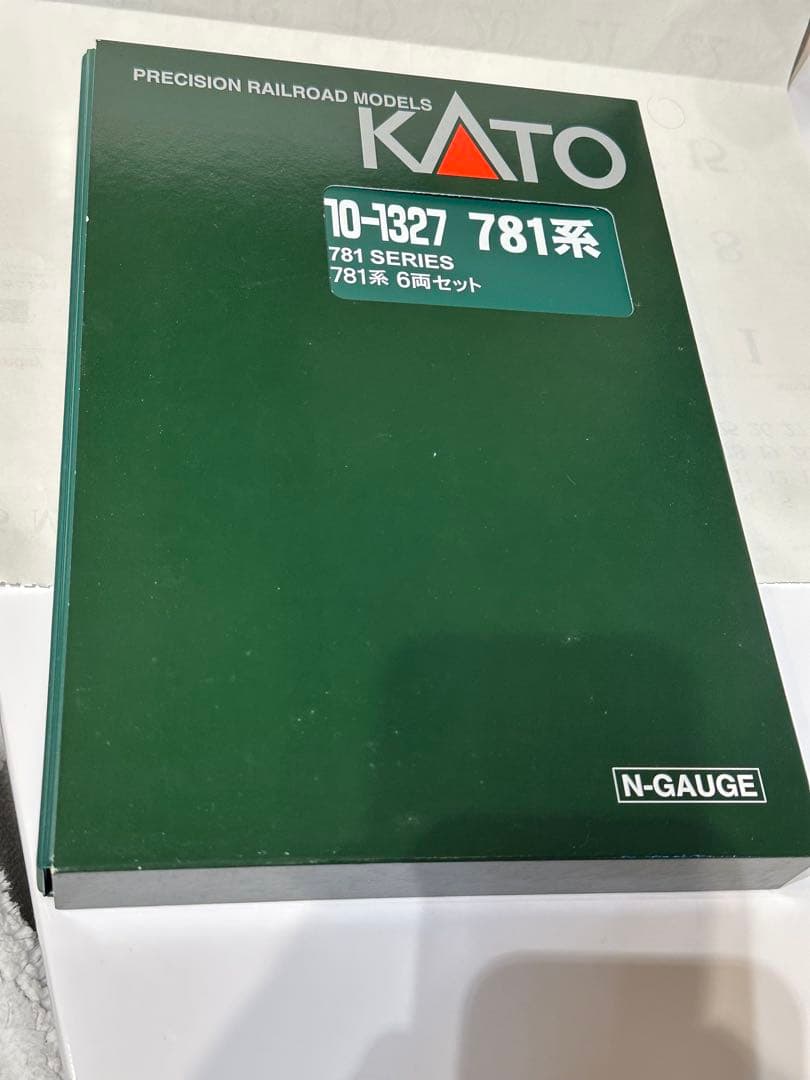 PRECISION RAILROAD MODELS
KATO
10-1327 781系
781 SERIES
781系 6両セット
N-GAUGE